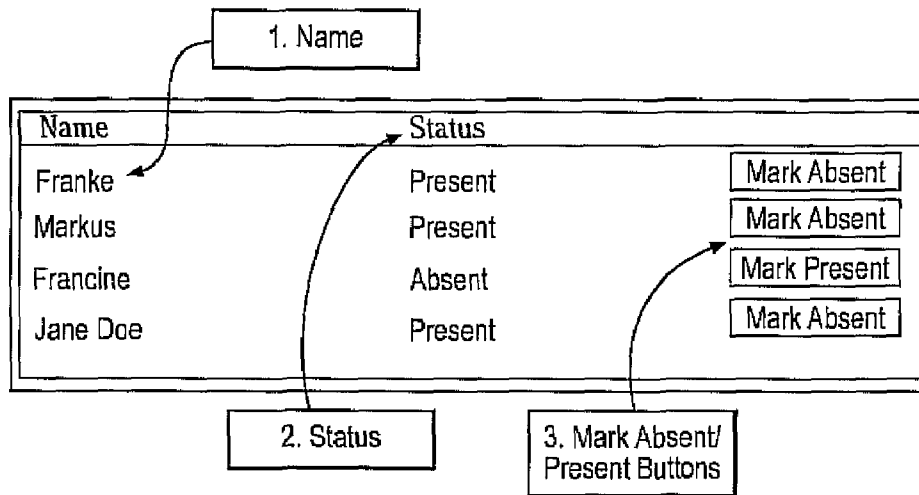 1. Name
Name Status
Franke Present Mark Absent
Markus Present Mark Absent
Francine Absent Mark Present
Jane Doe Present Mark Absent
2. Status
3. Mark Absent/
Present Buttons